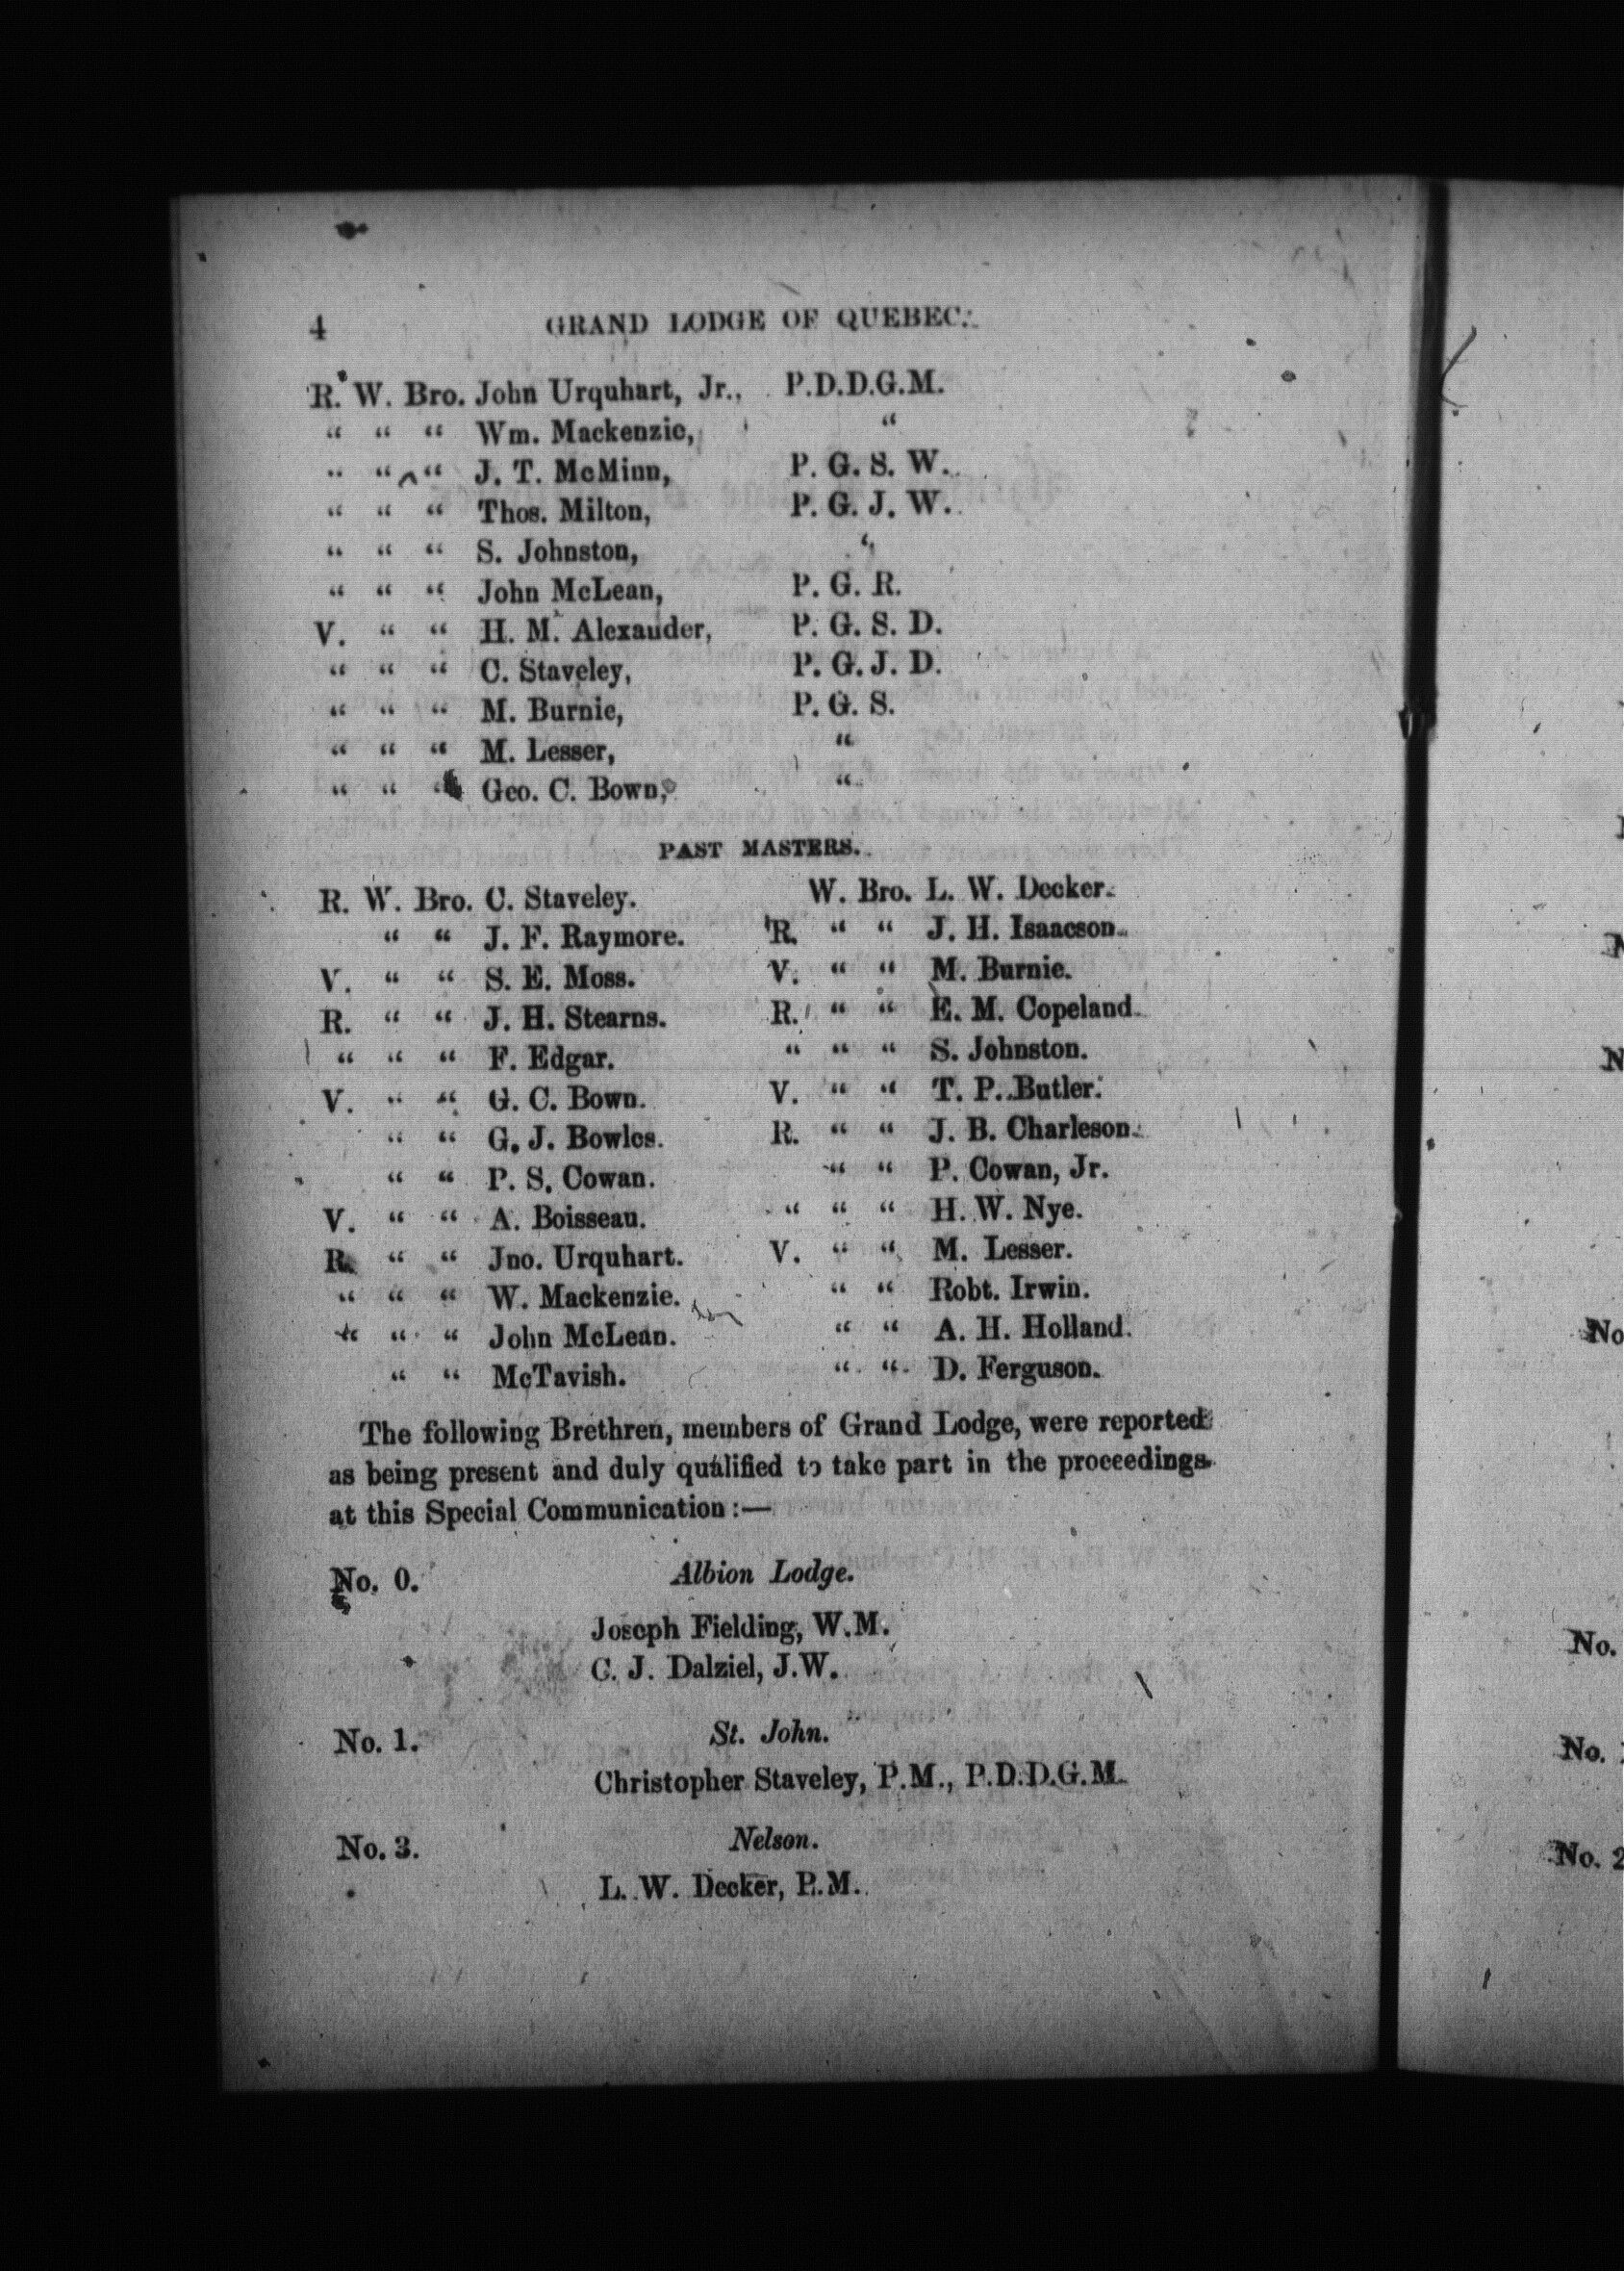 4 GRAND LODGE OF QUEBEC.
R. W. Bro. John Urquhart, Jr., P.D.D.G.M.
“ “ “ Wm. Mackenzie, “
“ “ “ J. T. McMinn, P. G. S. W.
“ “ “ Thos. Milton, P. G. J. W.
“ “ “ S. Johnston, “
“ “ “ John McLean, P. G. R.
V. “ “ H. M. Alexander, P. G. S. D.
“ “ “ C. Staveley, P. G. J. D.
“ “ “ M. Burnie, P. G. S.
“ “ “ M. Lesser, “
“ “ “ Geo. C. Bown, “
PAST MASTERS.
R. W. Bro. C. Staveley. W. Bro. L. W. Decker.
“ “ J. F. Raymore. R. “ “ J. H. Isaacson.
V. “ “ S. E. Moss. V. “ “ M. Burnie.
R. “ “ J. H. Stearns. R. “ “ E. M. Copeland.
“ “ “ F. Edgar. “ “ “ S. Johnston.
V. “ “ G. C. Bown. V. “ “ T. P. Butler.
“ “ G. J. Bowles. R. “ “ J. B. Charleson.
“ “ P. S. Cowan. “ “ P. Cowan, Jr.
V. “ “ A. Boisseau. “ “ “ H. W. Nye.
R. “ “ Jno. Urquhart. V. “ “ M. Lesser.
“ “ “ W. Mackenzie. “ “ Robt. Irwin.
“ “ “ John McLean. “ “ A. H. Holland.
“ “ McTavish. “ “ D. Ferguson.
The following Brethren, members of Grand Lodge, were reported
as being present and duly qualified to take part in the proceedings
at this Special Communication :—
No. 0. Albion Lodge.
Joseph Fielding, W.M.
C. J. Dalziel, J.W.
No. 1. St. John.
Christopher Staveley, P.M., P.D.D.G.M.
No. 3. Nelson.
L. W. Decker, P.M.
No
No.
No.
No. 2